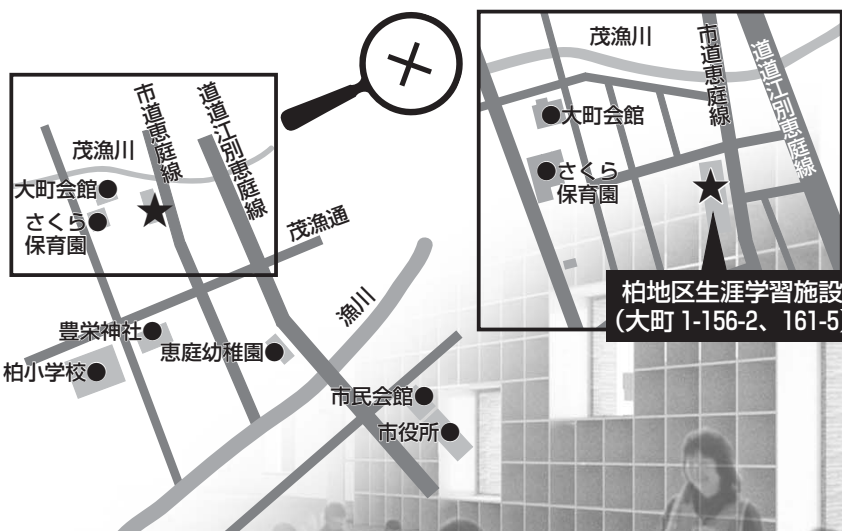 市道恵庭線
道道江別恵庭線
茂漁川
大町会館
さくら
保育園
茂漁通
漁川
豊栄神社
恵庭幼稚園
柏小学校
市民会館
市役所
茂漁川
市道恵庭線
道道江別恵庭線
大町会館
さくら
保育園
柏地区生涯学習施設
（大町 1-156-2、161-5）